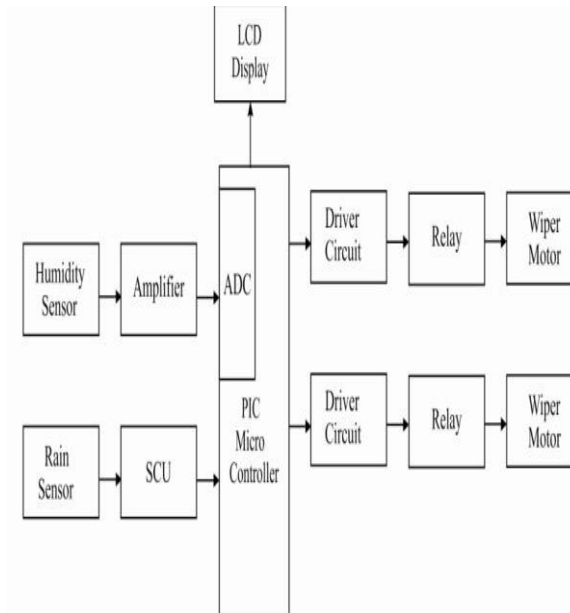 LCD
Display
Driver
Circuit
Relay
Wiper
Motor
Humidity
Sensor
Amplifier
ADC
Driver
Circuit
Relay
Wiper
Motor
PIC
Micro
Controller
Rain
Sensor
SCU